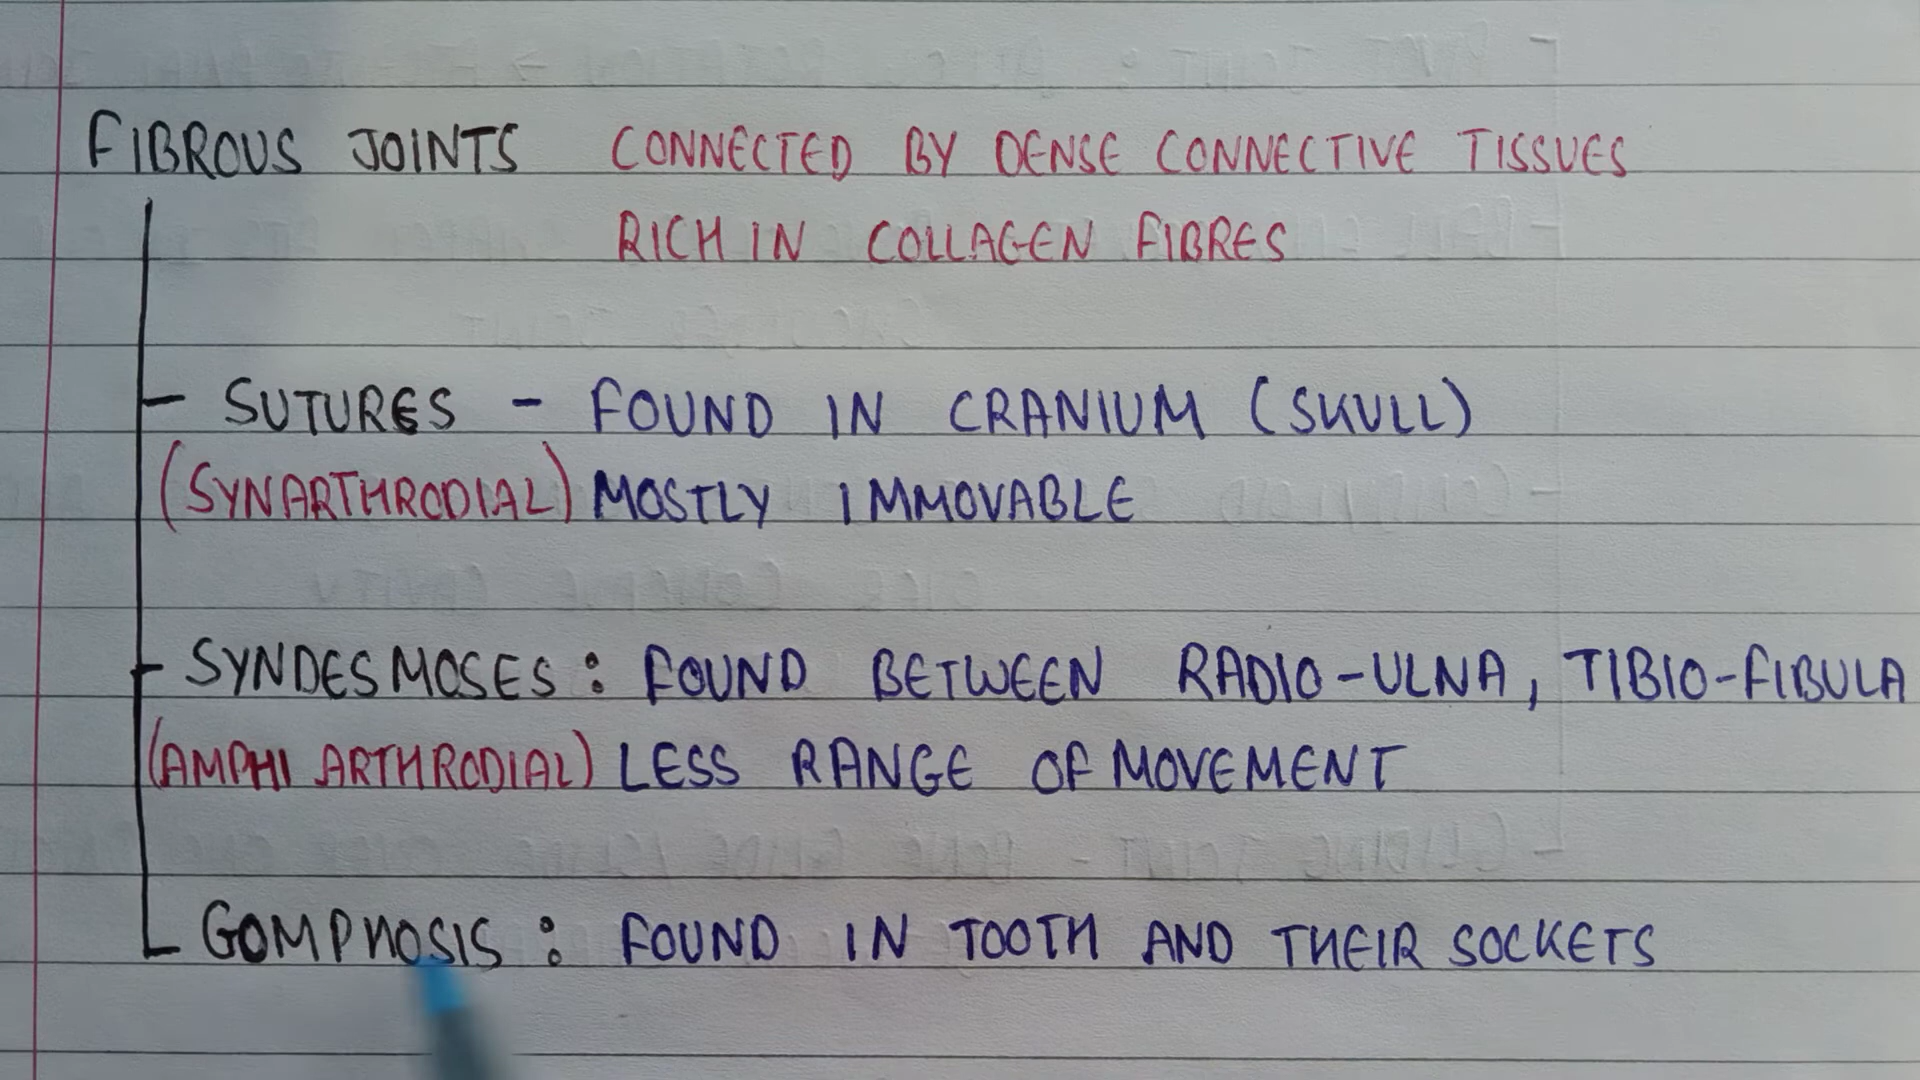 FIBROUS JOINTS CONNECTED BY DENSE CONNECTIVE TISSUES
RICH IN COLLAGEN FIBRES
- SUTURES - FOUND IN CRANIUM (SKULL)
(SYNARTHRODIAL) MOSTLY IMMOVABLE
- SYNDESMOSES : FOUND BETWEEN RADIO-ULNA, TIBIO-FIBULA
(AMPHI ARTHRODIAL) LESS RANGE OF MOVEMENT
GOMPHOSIS : FOUND IN TOOTH AND THEIR SOCKETS